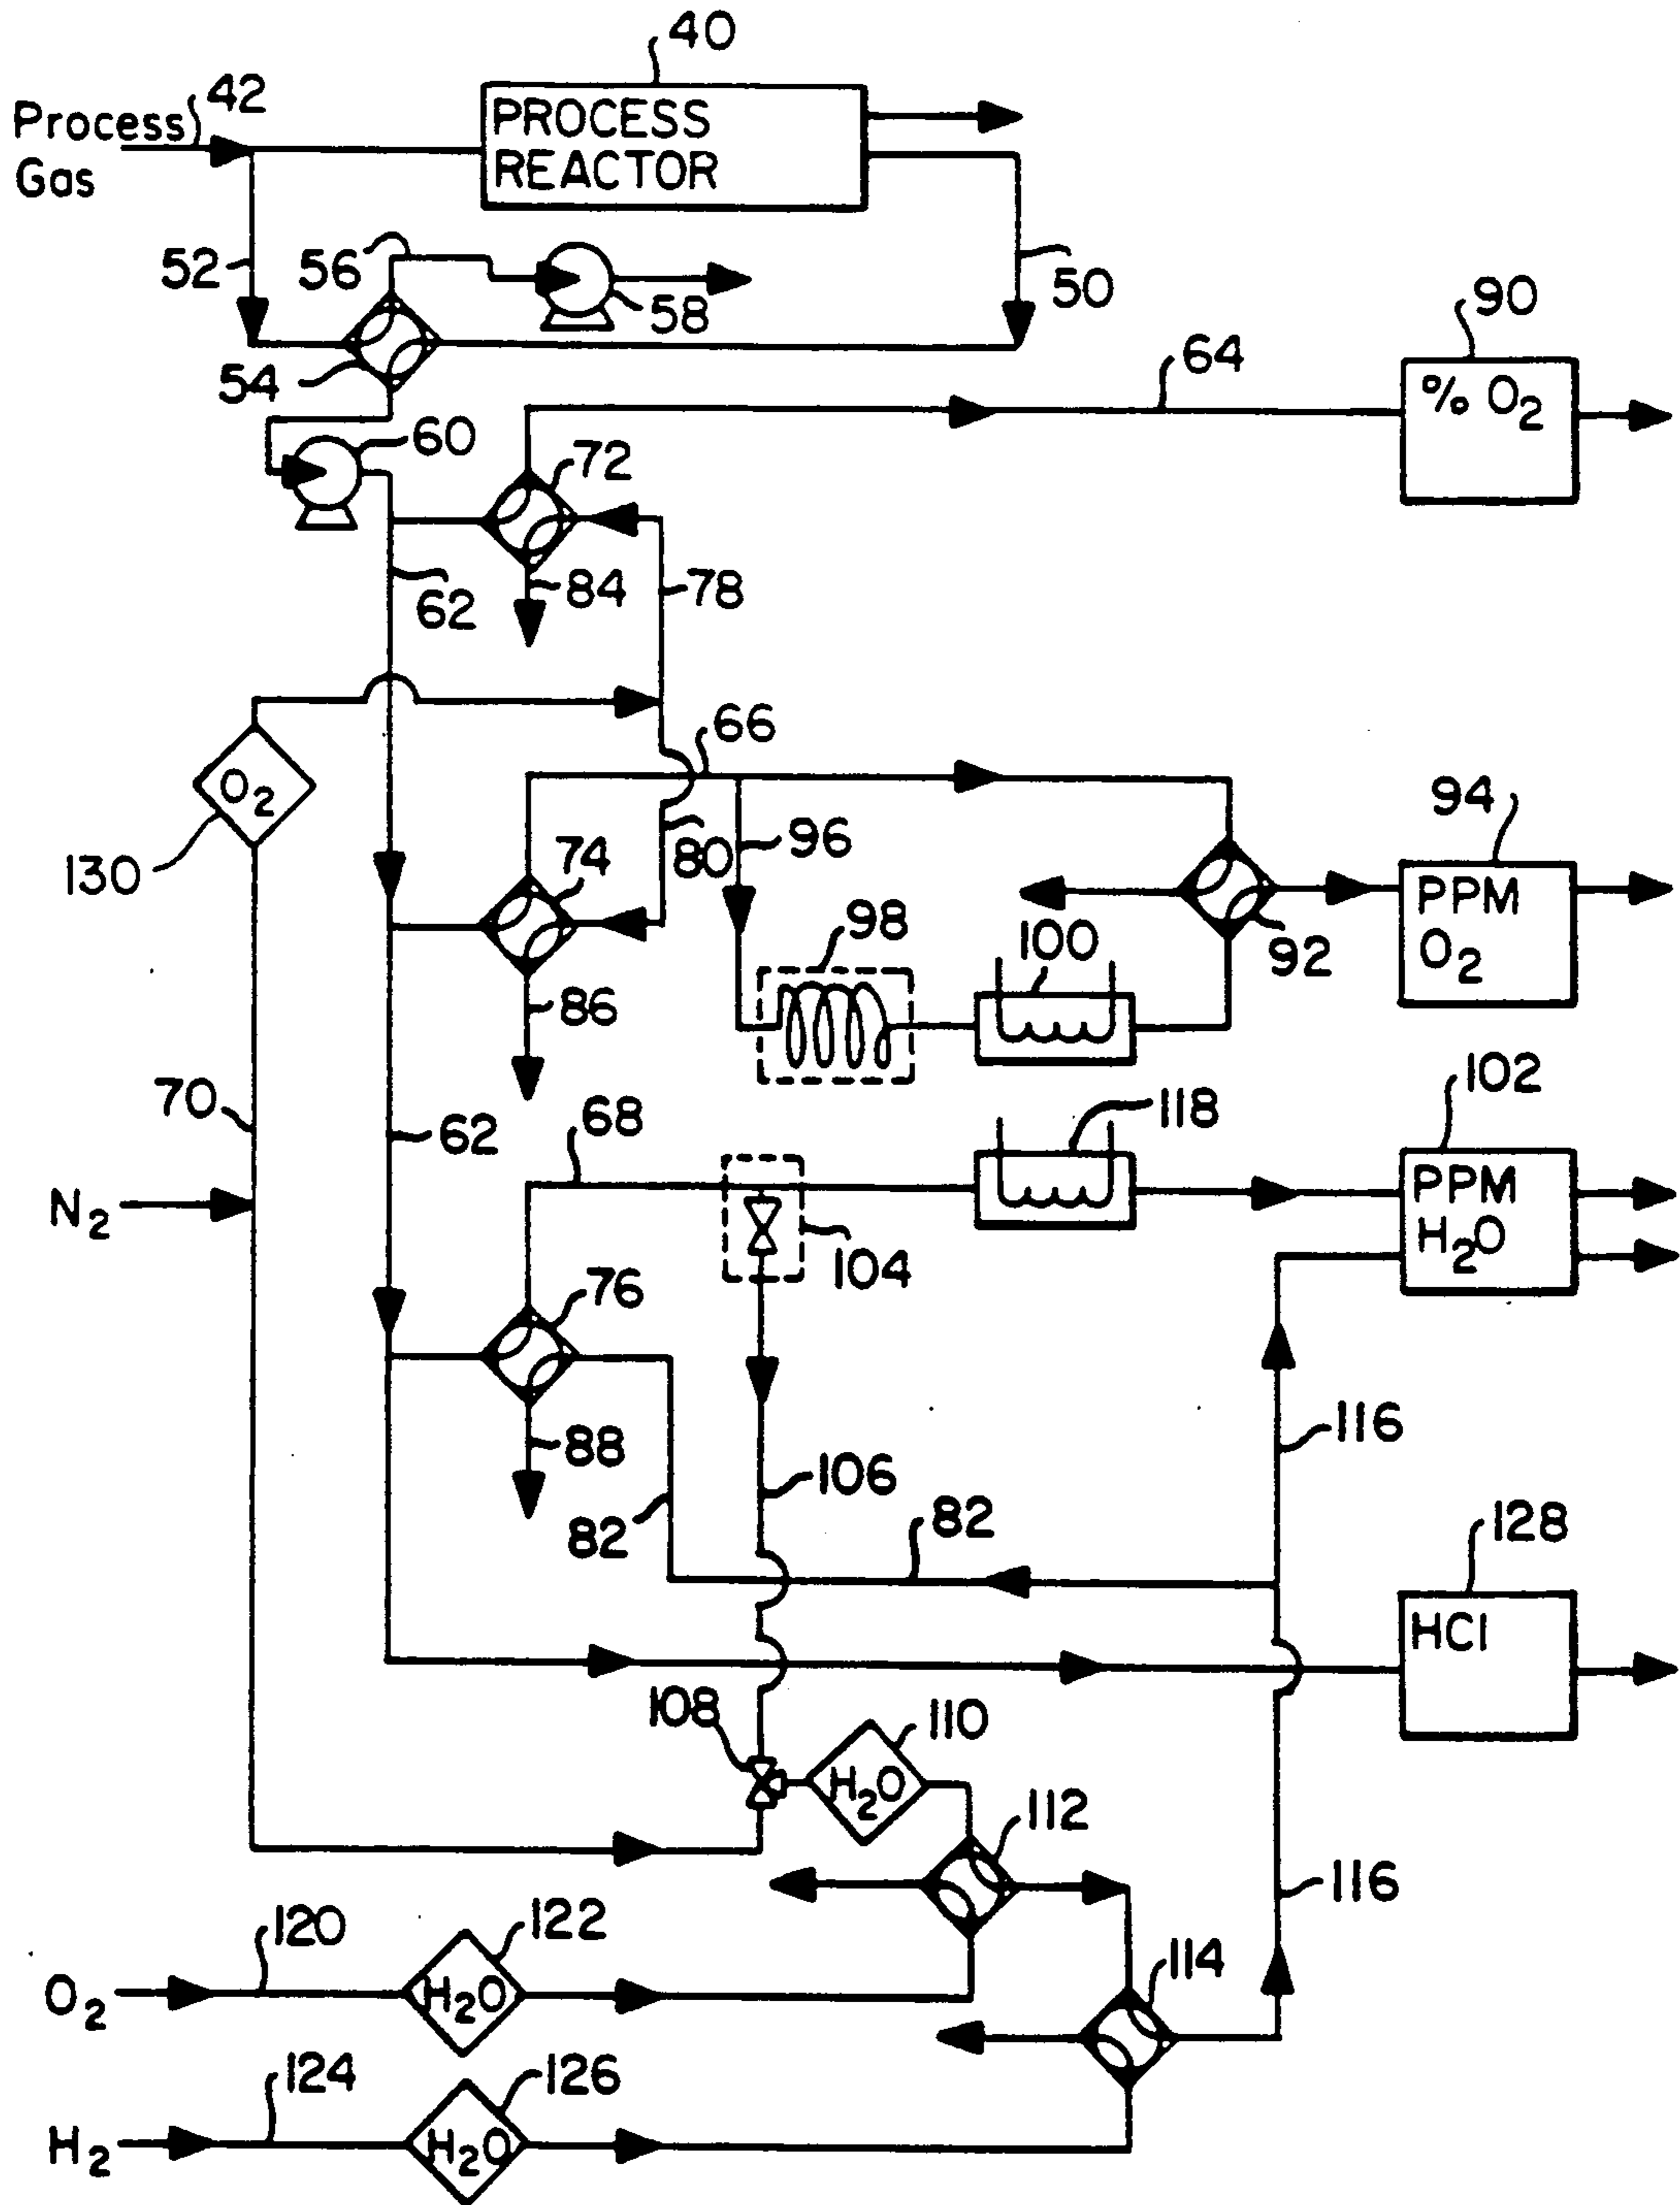 40
42
Process
Gas
PROCESS
REACTOR
52
56
58
50
54
90
64
% O2
60
72
62
84
78
66
O2
130
74
80
96
94
PPM
O2
98
100
92
86
70
62
68
118
102
N2
PPM
H2O
104
76
88
106
116
82
82
128
HCl
108
110
H2O
112
116
120
122
O2
H2O
114
124
126
H2
H2O